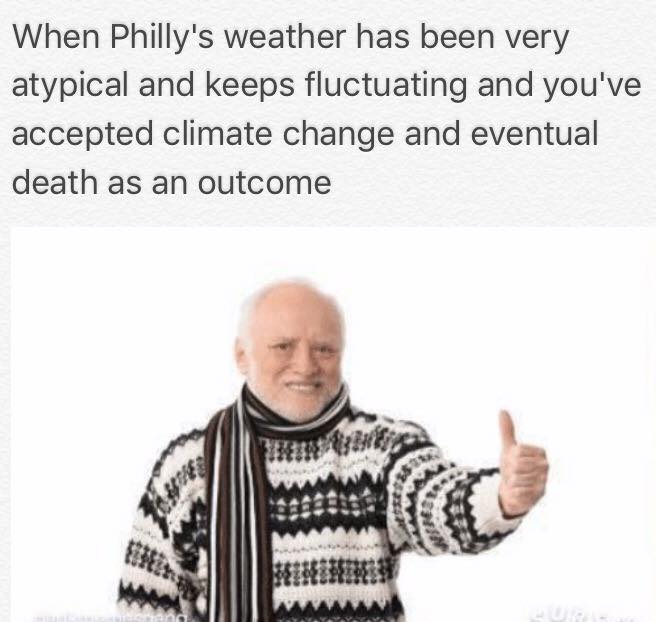 When Philly's weather has been very
atypical and keeps fluctuating and you've
accepted climate change and eventual
death as an outcome